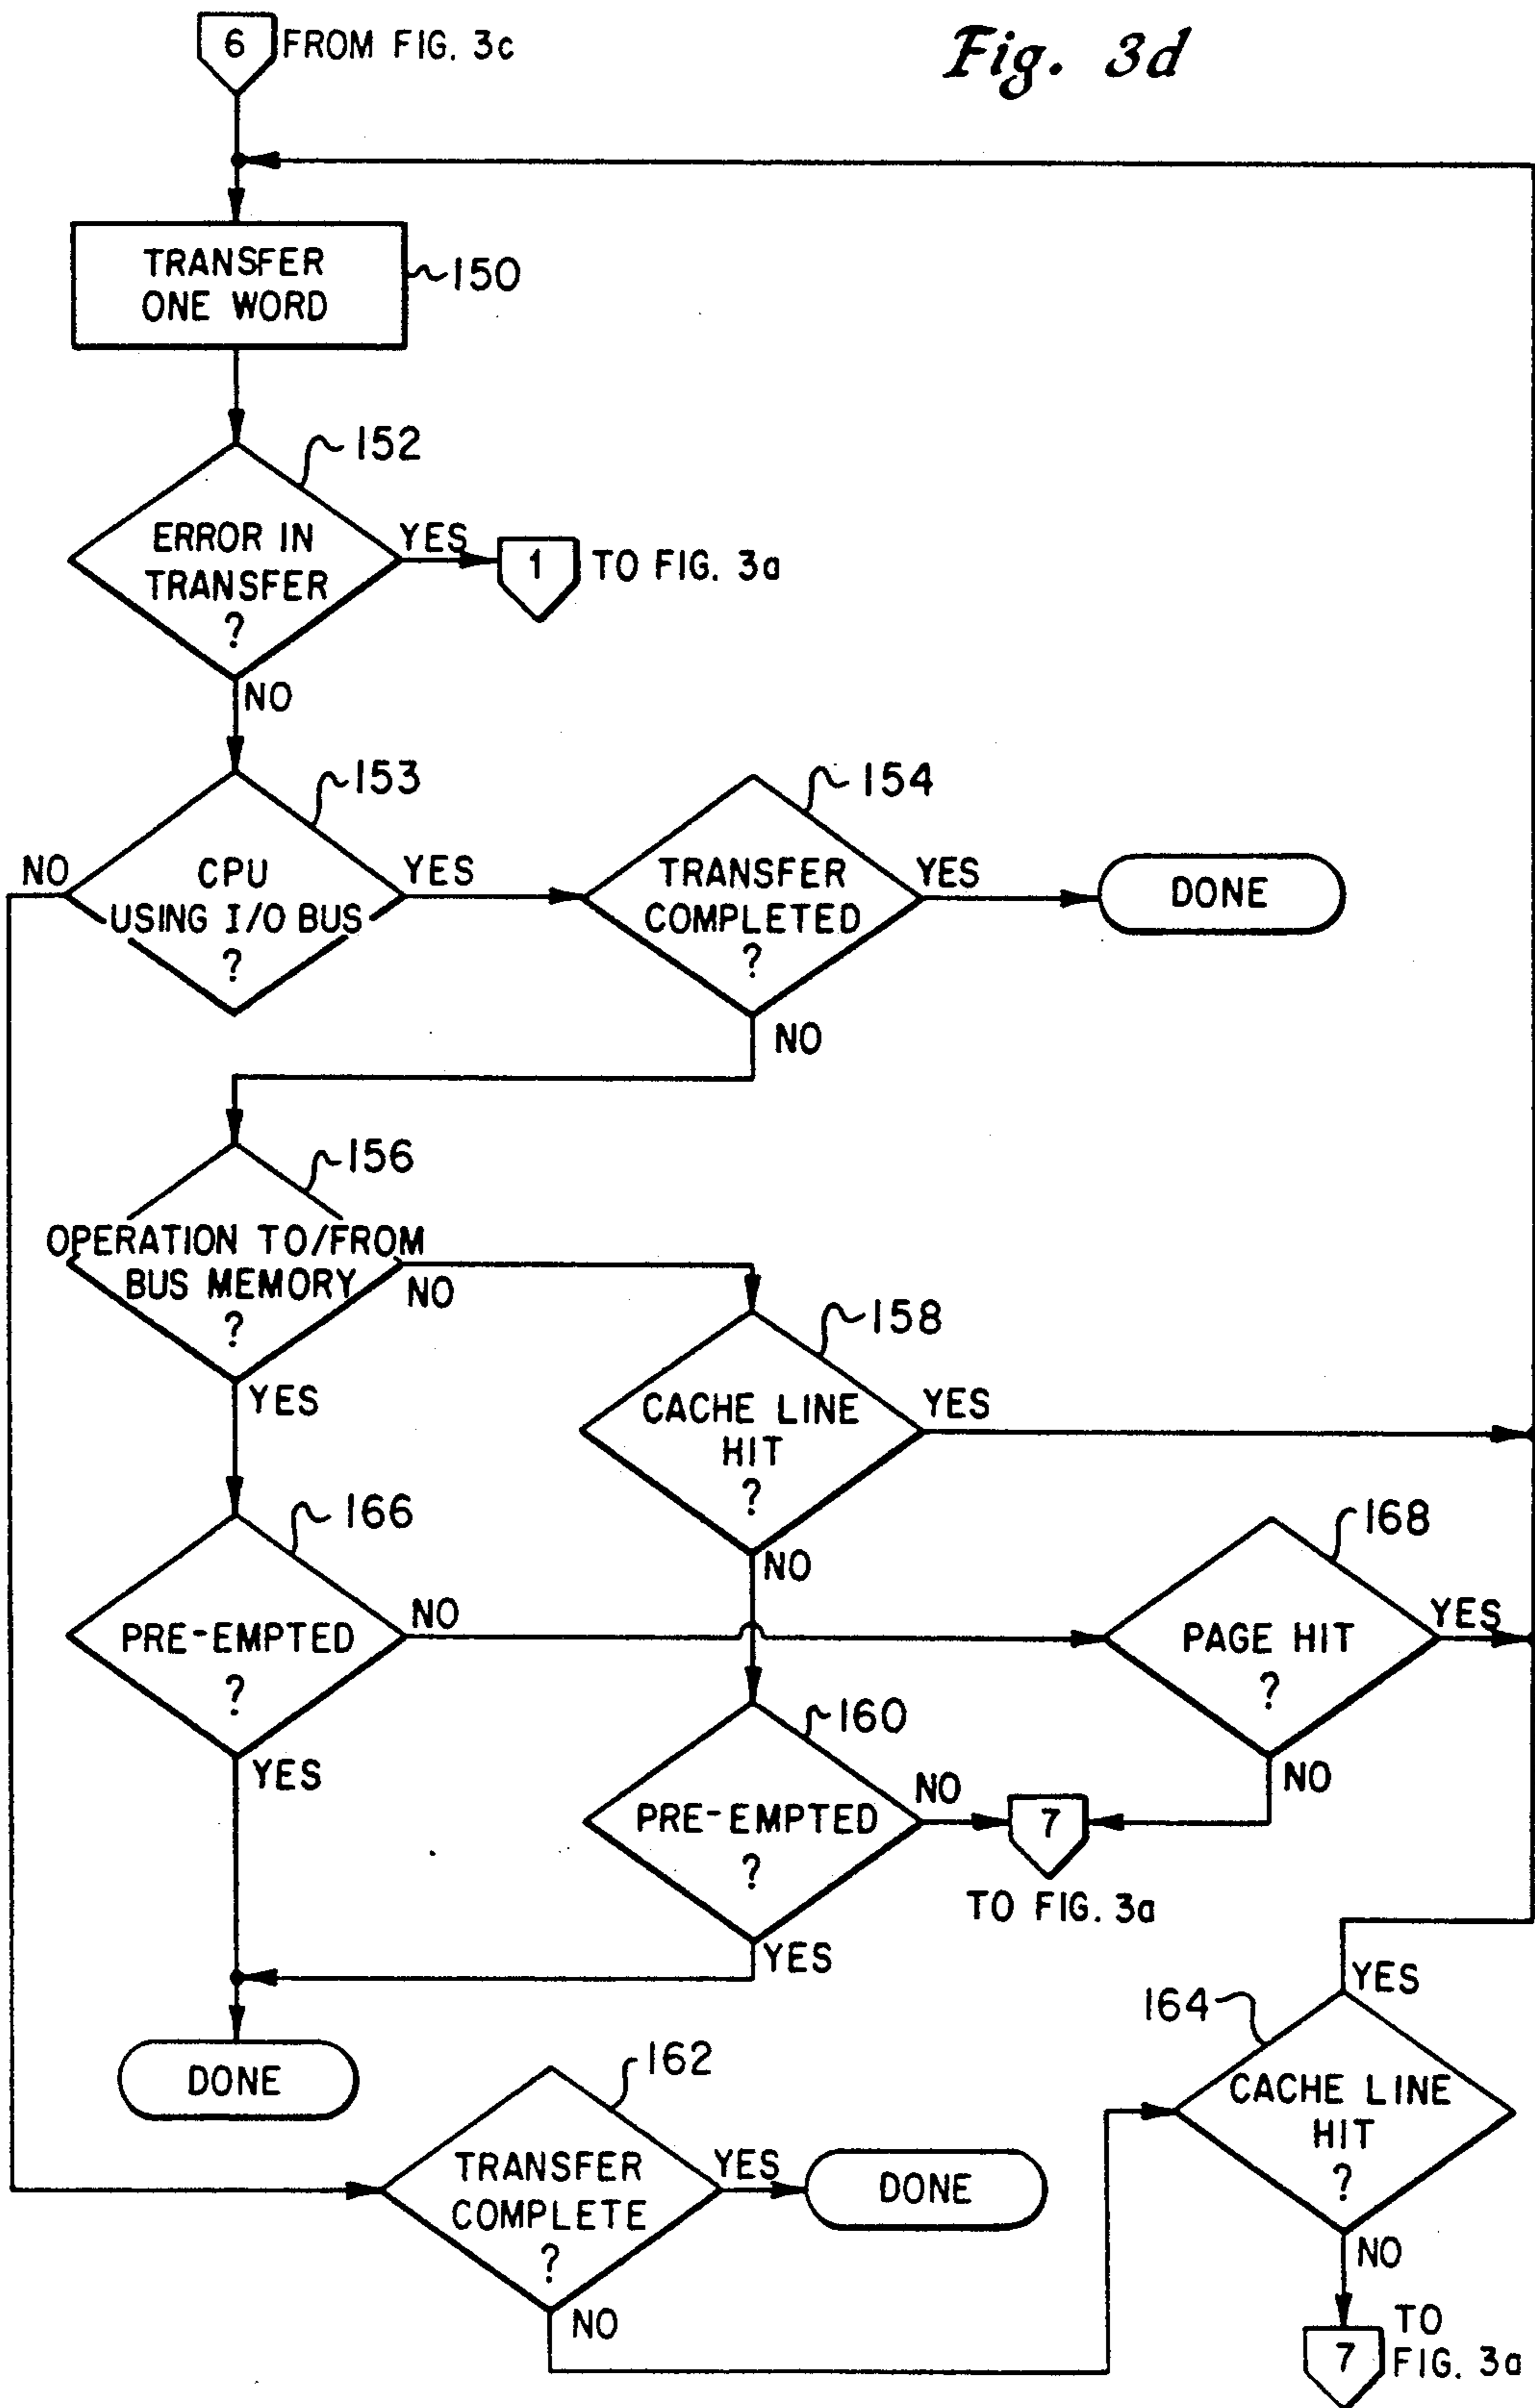 6 FROM FIG. 3c
Fig. 3d
TRANSFER
ONE WORD
150
152
ERROR IN
TRANSFER
?
YES
1 TO FIG. 3a
NO
153
CPU
USING I/O BUS
?
NO
YES
154
TRANSFER
COMPLETED
?
YES
DONE
NO
156
OPERATION TO/FROM
BUS MEMORY
?
NO
YES
158
CACHE LINE
HIT
?
YES
NO
166
PRE-EMPTED
?
NO
YES
168
PAGE HIT
?
YES
NO
160
PRE-EMPTED
?
NO
7
TO FIG. 3a
YES
DONE
162
TRANSFER
COMPLETE
?
YES
DONE
NO
164
YES
CACHE LINE
HIT
?
NO
7
TO
FIG. 3a